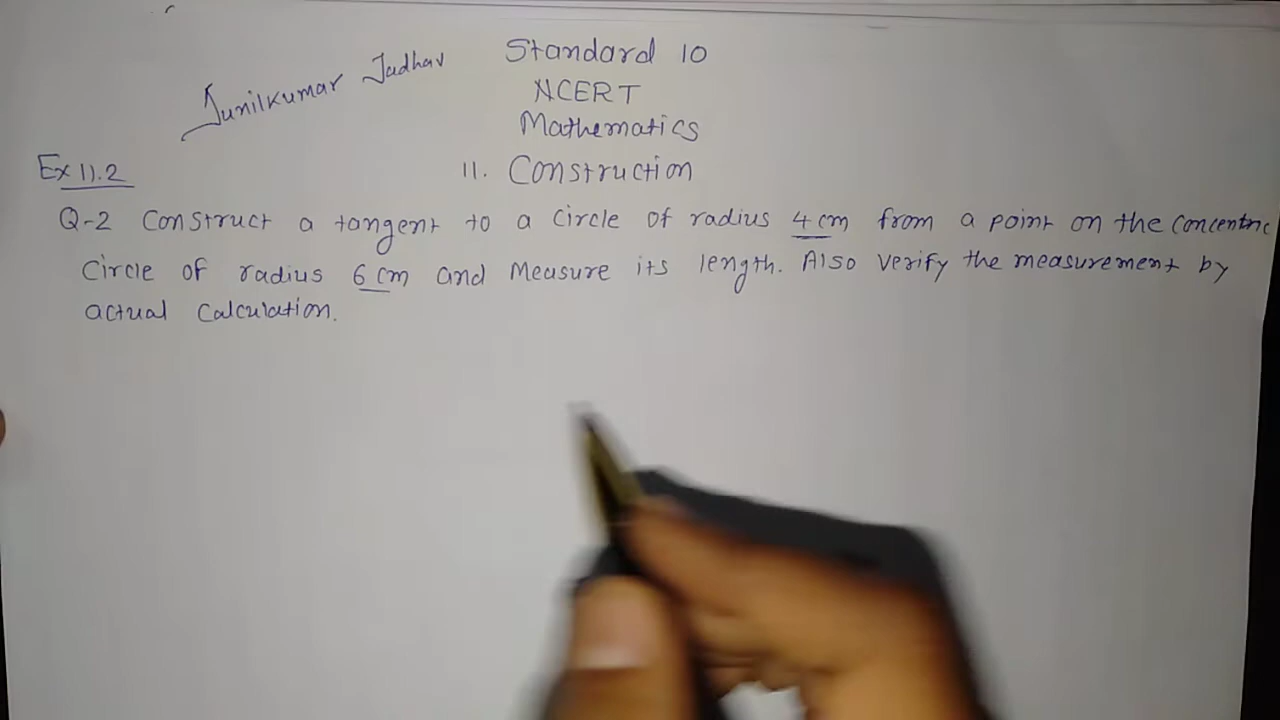 Sunilkumar Jadhav
Standard 10
NCERT
Mathematics
Ex 11.2
11. Construction
Q-2 Construct a tangent to a circle of radius 4 cm from a point on the concentric
circle of radius 6 cm and Measure its length. Also verify the measurement by
actual calculation.